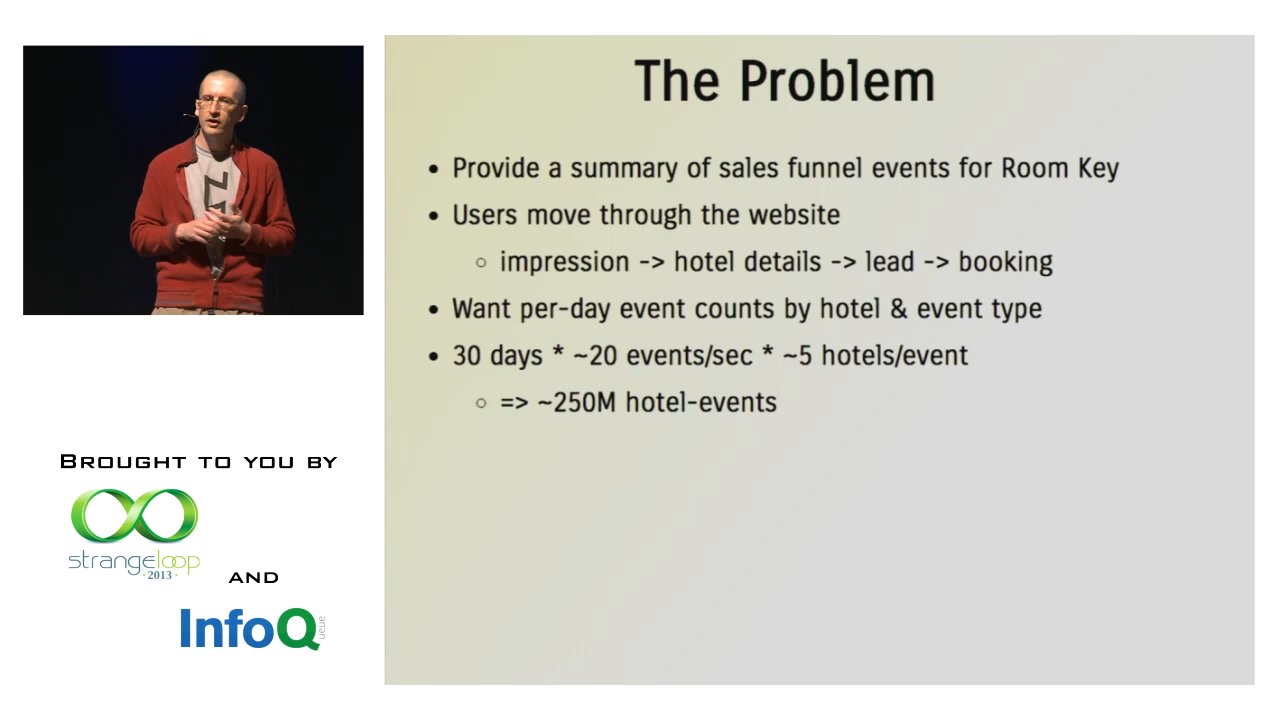 The Problem
• Provide a summary of sales funnel events for Room Key
• Users move through the website
○ impression -> hotel details -> lead -> booking
• Want per-day event counts by hotel & event type
• 30 days * ~20 events/sec * ~5 hotels/event
○ => ~250M hotel-events
BROUGHT TO YOU BY
strangeloop
·2013·
AND
InfoQueue